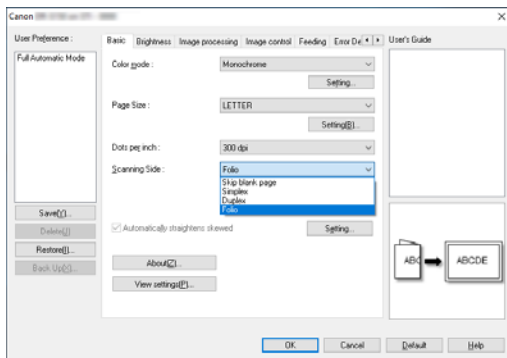 Canon
User Preference :
Full Automatic Mode
Save(Y)...
Delete(J)
Restore(I)...
Back Up(X)...
Basic Brightness Image processing Image control Feeding Error De
Color mode : Monochrome
Setting...
Page Size : LETTER
Setting(B)...
Dots per inch : 300 dpi
Scanning Side : Folio
Skip blank page
Simplex
Duplex
Folio
Automatically straightens skewed Setting...
About(Z)...
View settings(P)...
User's Guide
ABC ABCDE
OK Cancel Default Help